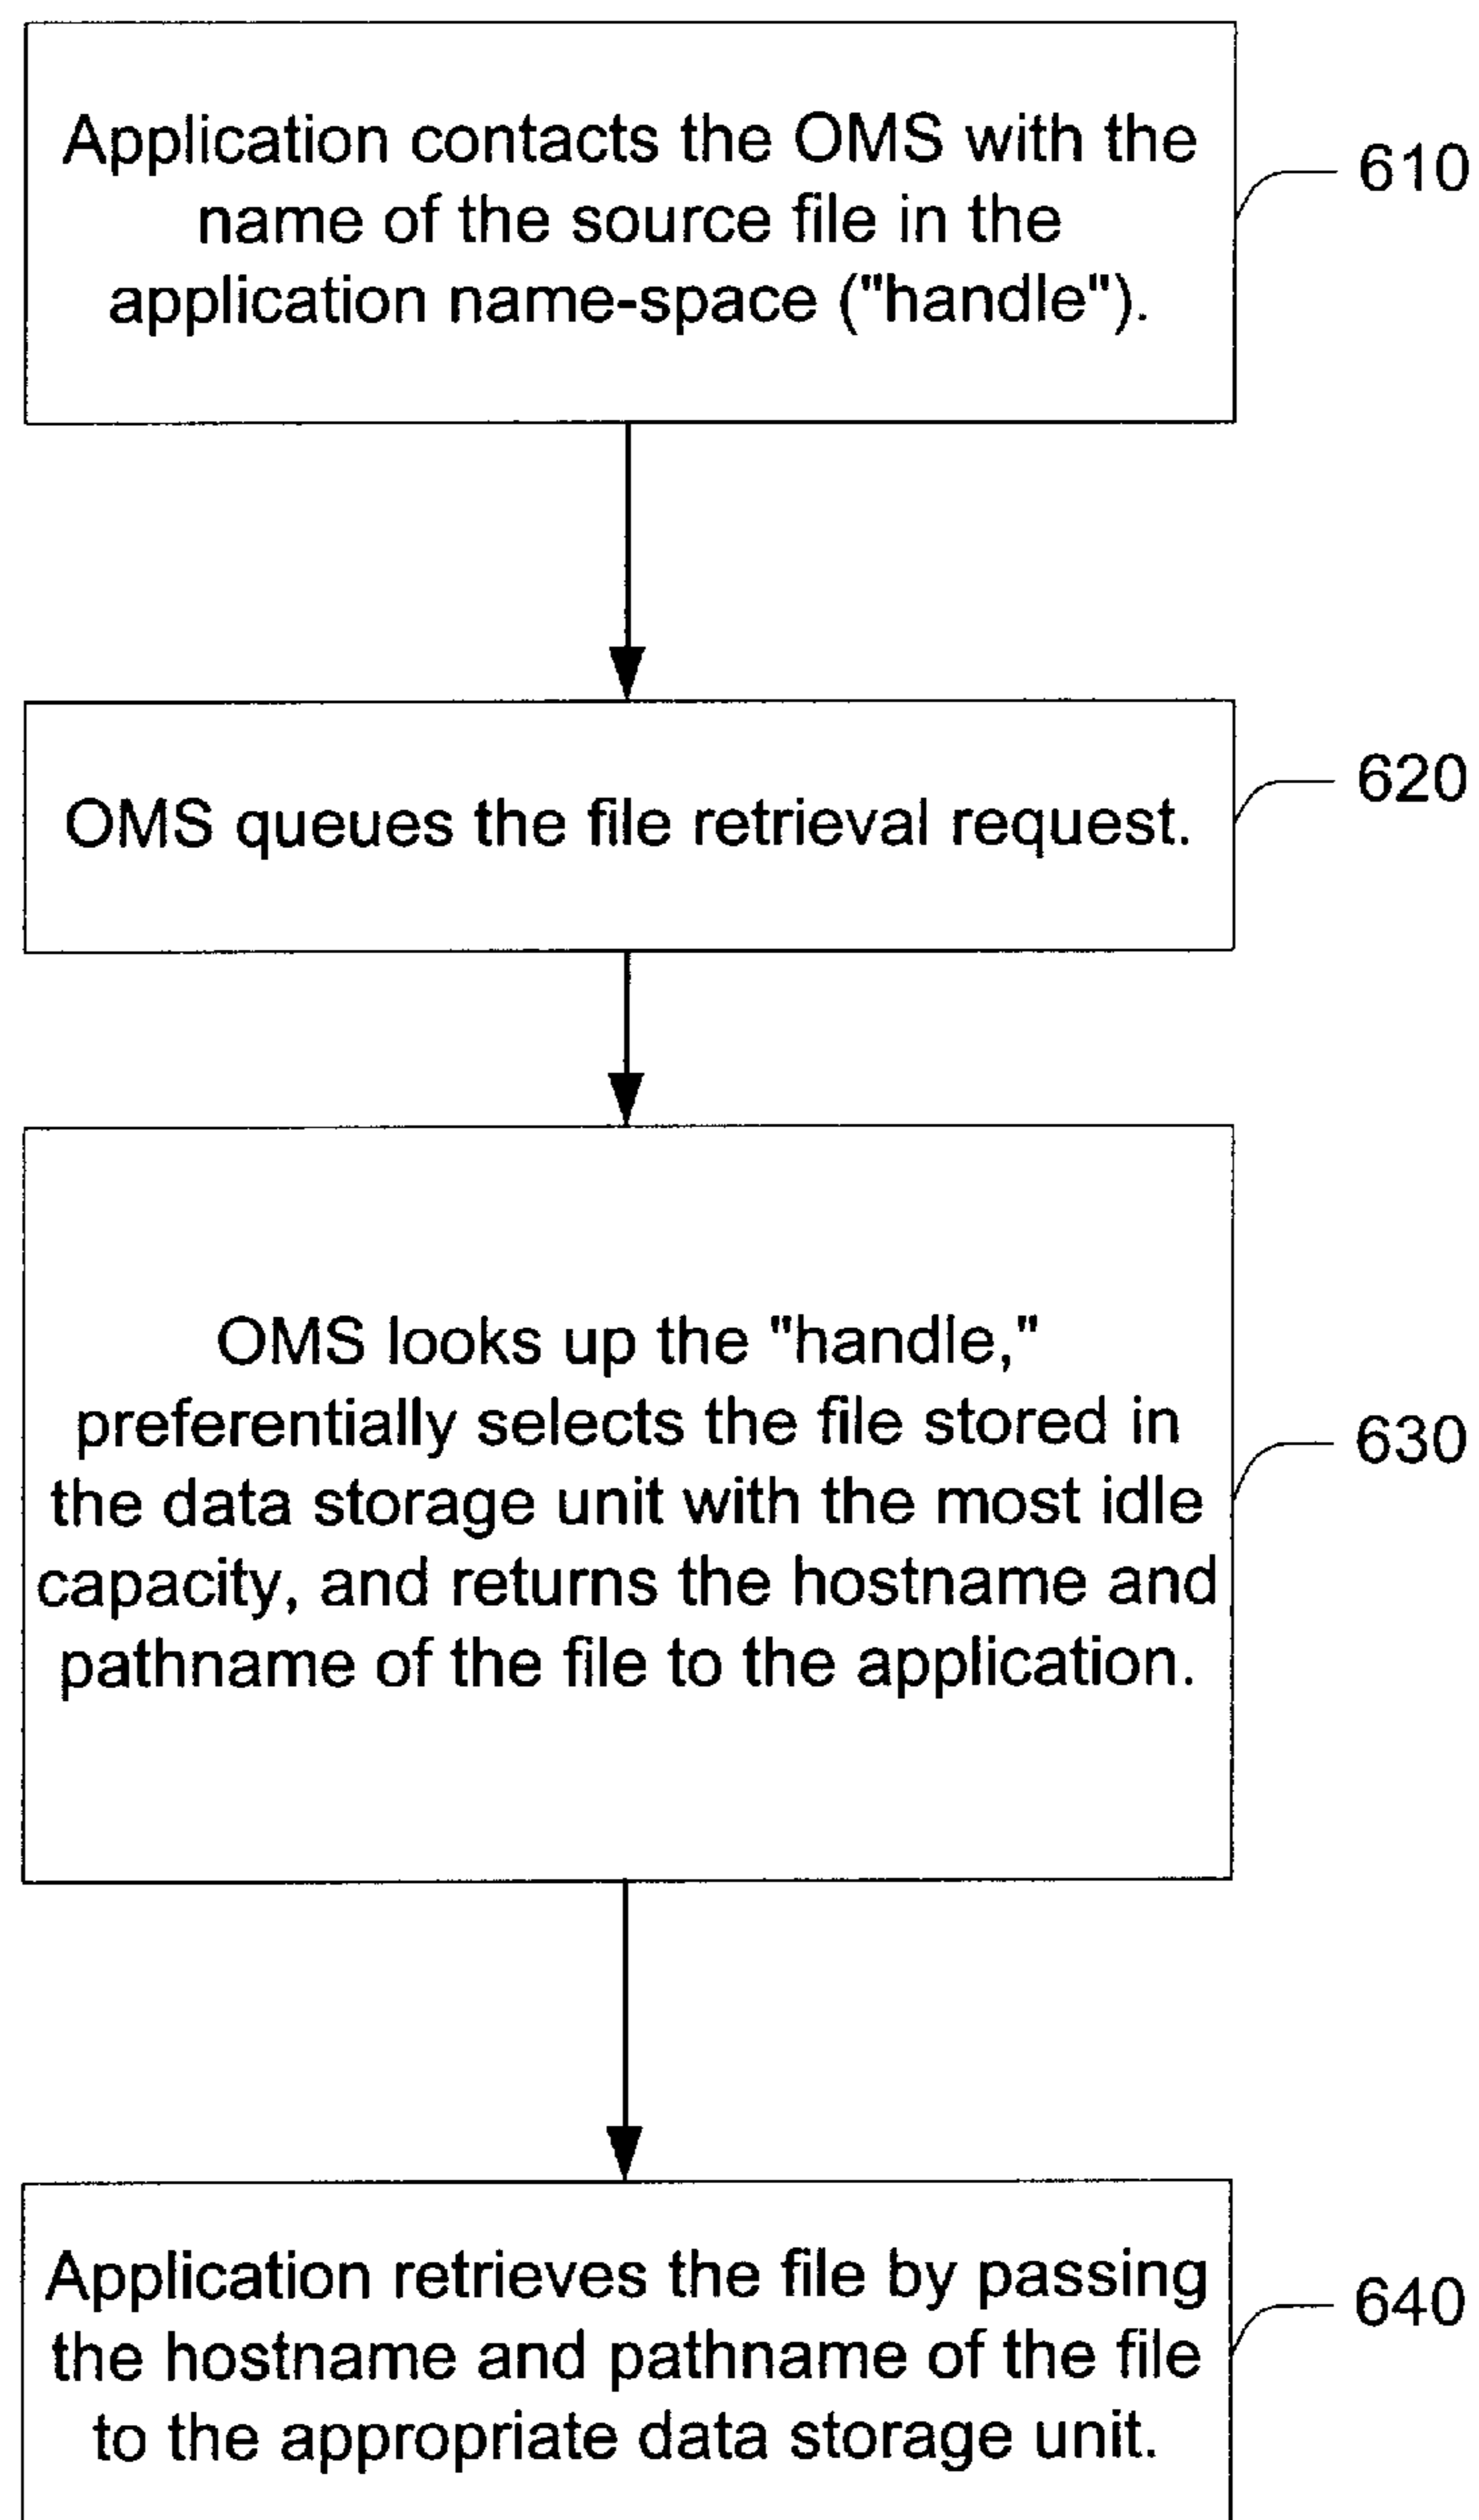 Application contacts the OMS with the
name of the source file in the
application name-space ("handle").
610
OMS queues the file retrieval request.
620
OMS looks up the "handle,"
preferentially selects the file stored in
the data storage unit with the most idle
capacity, and returns the hostname and
pathname of the file to the application.
630
Application retrieves the file by passing
the hostname and pathname of the file
to the appropriate data storage unit.
640